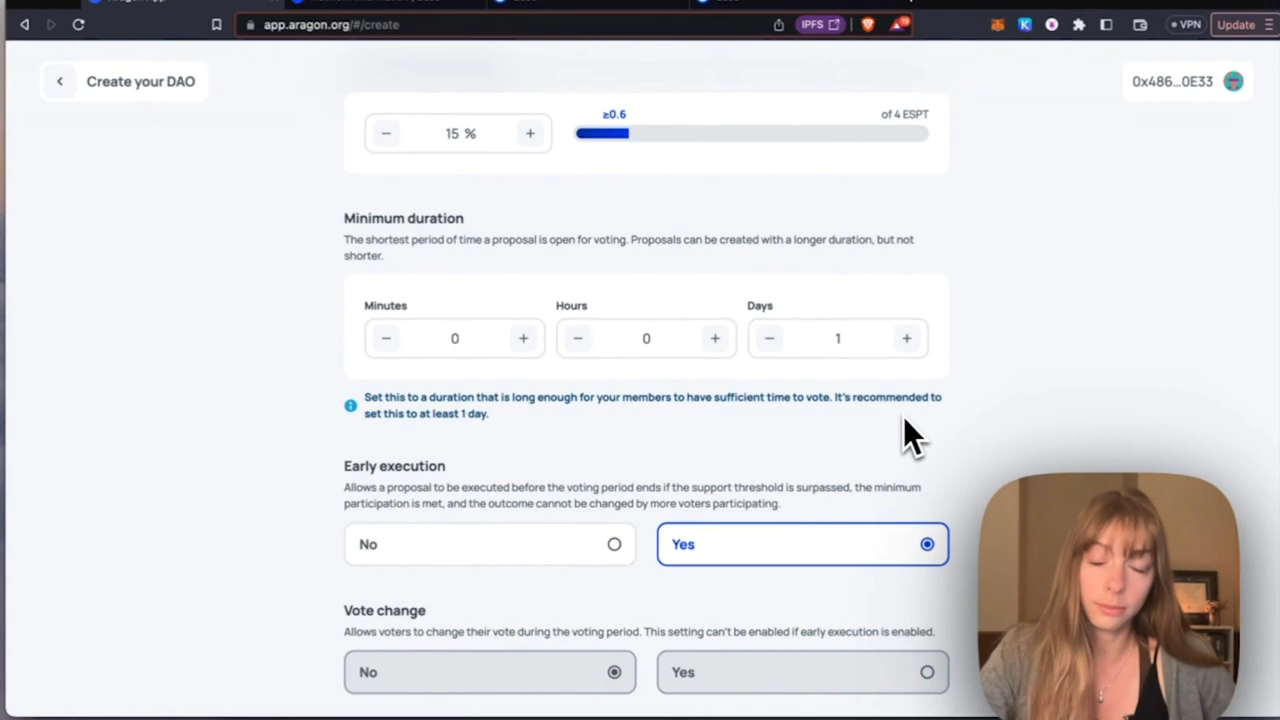 app.aragon.org/#/create
IPFS
VPN
Update
Create your DAO
0x486...0E33
15 %
≥0.6
of 4 ESPT
Minimum duration
The shortest period of time a proposal is open for voting. Proposals can be created with a longer duration, but not
shorter.
Minutes
Hours
Days
0
0
1
Set this to a duration that is long enough for your members to have sufficient time to vote. It's recommended to
set this to at least 1 day.
Early execution
Allows a proposal to be executed before the voting period ends if the support threshold is surpassed, the minimum
participation is met, and the outcome cannot be changed by more voters participating.
No
Yes
Vote change
Allows voters to change their vote during the voting period. This setting can't be enabled if early execution is enabled.
No
Yes